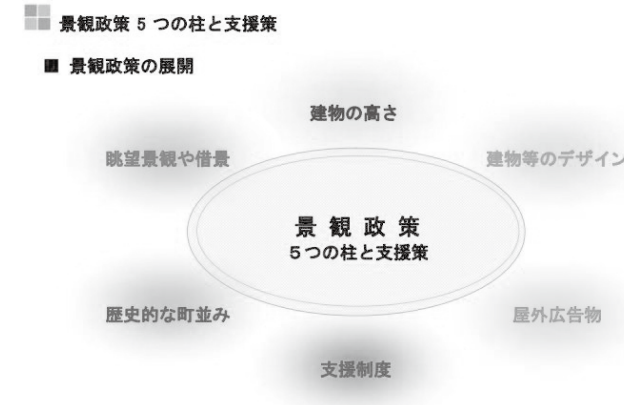 景観政策 5 つの柱と支援策
景観政策の展開
建物の高さ
眺望景観や借景
建物等のデザイン
景 観 政 策
5つの柱と支援策
歴史的な町並み
屋外広告物
支援制度